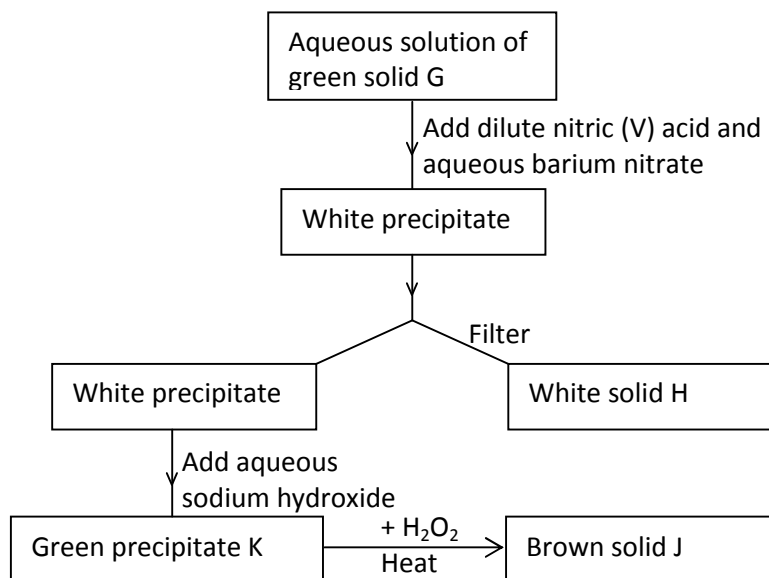 Aqueous solution of
green solid G
Add dilute nitric (V) acid and
aqueous barium nitrate
White precipitate
Filter
White precipitate
White solid H
Add aqueous
sodium hydroxide
Green precipitate K
+ H₂O₂
Heat
Brown solid J